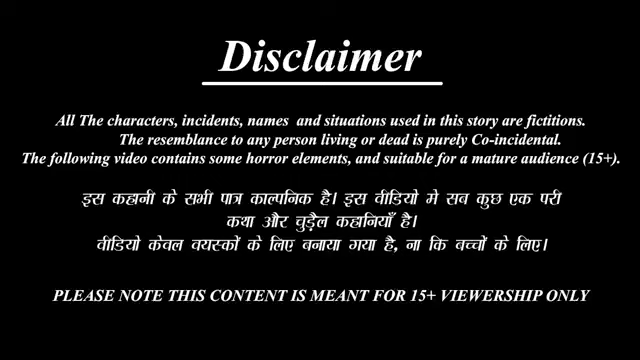 Disclaimer
All The characters, incidents, names and situations used in this story are fictitions.
The resemblance to any person living or dead is purely Co-incidental.
The following video contains some horror elements, and suitable for a mature audience (15+).
इस कहानी के सभी पात्र काल्पनिक है। इस वीडियो मे सब कुछ एक परी
कथा और चुड़ैल कहानियाँ है।
वीडियो केवल वयस्कों के लिए बनाया गया है, ना कि बच्चों के लिए।
PLEASE NOTE THIS CONTENT IS MEANT FOR 15+ VIEWERSHIP ONLY